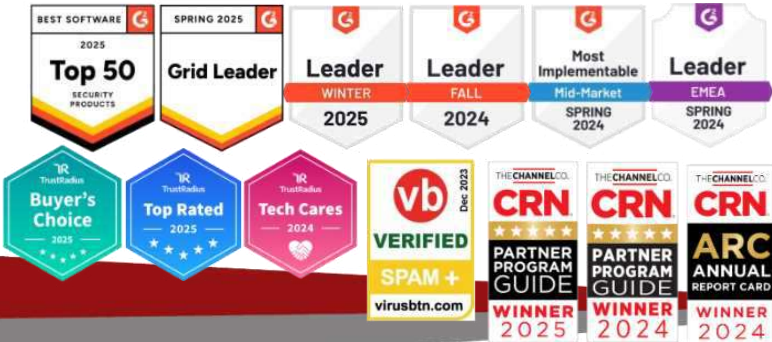 BEST SOFTWARE
2025
Top 50
SECURITY
PRODUCTS
SPRING 2025
Grid Leader
Leader
WINTER
2025
Leader
FALL
2024
Most
Implementable
Mid-Market
SPRING
2024
Leader
EMEA
SPRING
2024
TrustRadius
Buyer's
Choice
2025
TrustRadius
Top Rated
2025
TrustRadius
Tech Cares
2024
vb
Dec 2023
VERIFIED
SPAM +
virusbtn.com
THE CHANNEL CO.
CRN
PARTNER
PROGRAM
GUIDE
WINNER
2025
THE CHANNEL CO.
CRN
PARTNER
PROGRAM
GUIDE
WINNER
2024
THE CHANNEL CO.
CRN
ARC
ANNUAL
REPORT CARD
WINNER
2024